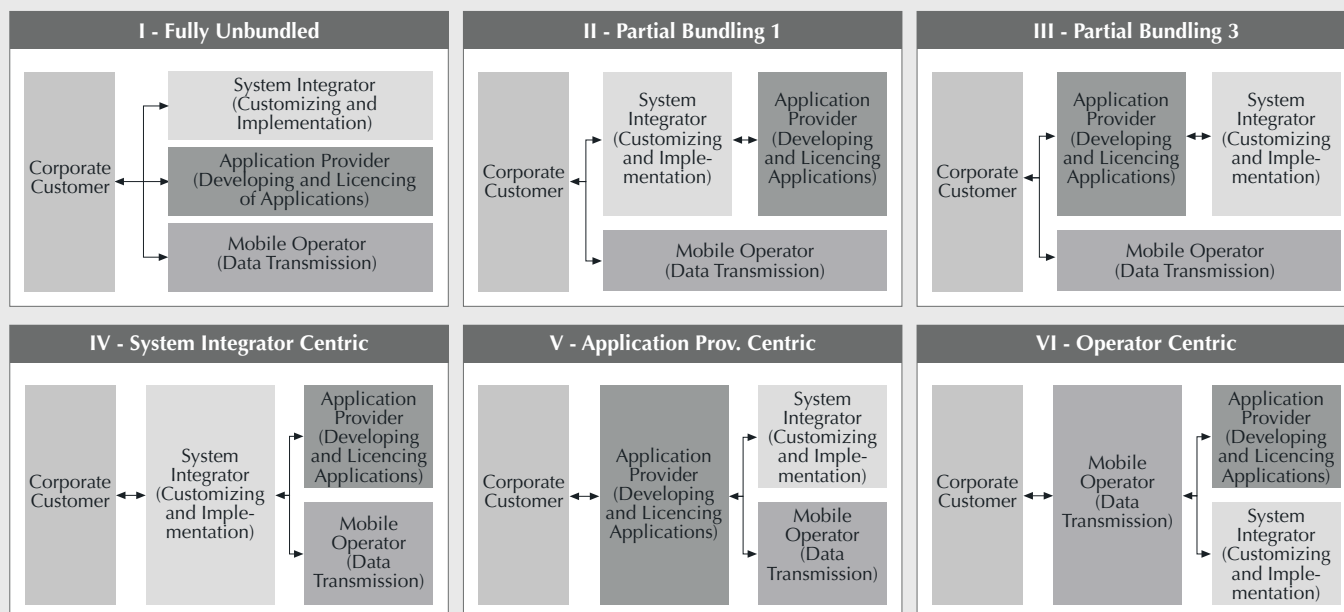 I - Fully Unbundled
Corporate
Customer
System Integrator
(Customizing and
Implementation)
Application Provider
(Developing and Licencing
of Applications)
Mobile Operator
(Data Transmission)
II - Partial Bundling 1
Corporate
Customer
System
Integrator
(Customizing
and Imple-
mentation)
Application
Provider
(Developing
and Licencing
Applications)
Mobile Operator
(Data Transmission)
III - Partial Bundling 3
Corporate
Customer
Application
Provider
(Developing
and Licencing
Applications)
System
Integrator
(Customizing
and Imple-
mentation)
Mobile Operator
(Data Transmission)
IV - System Integrator Centric
Corporate
Customer
System
Integrator
(Customizing
and Imple-
mentation)
Application
Provider
(Developing
and Licencing
Applications)
Mobile
Operator
(Data
Transmission)
V - Application Prov. Centric
Corporate
Customer
Application
Provider
(Developing
and Licencing
Applications)
System
Integrator
(Customizing
and Imple-
mentation)
Mobile
Operator
(Data
Transmission)
VI - Operator Centric
Corporate
Customer
Mobile
Operator
(Data
Transmission)
Application
Provider
(Developing
and Licencing
Applications)
System
Integrator
(Customizing
and Imple-
mentation)